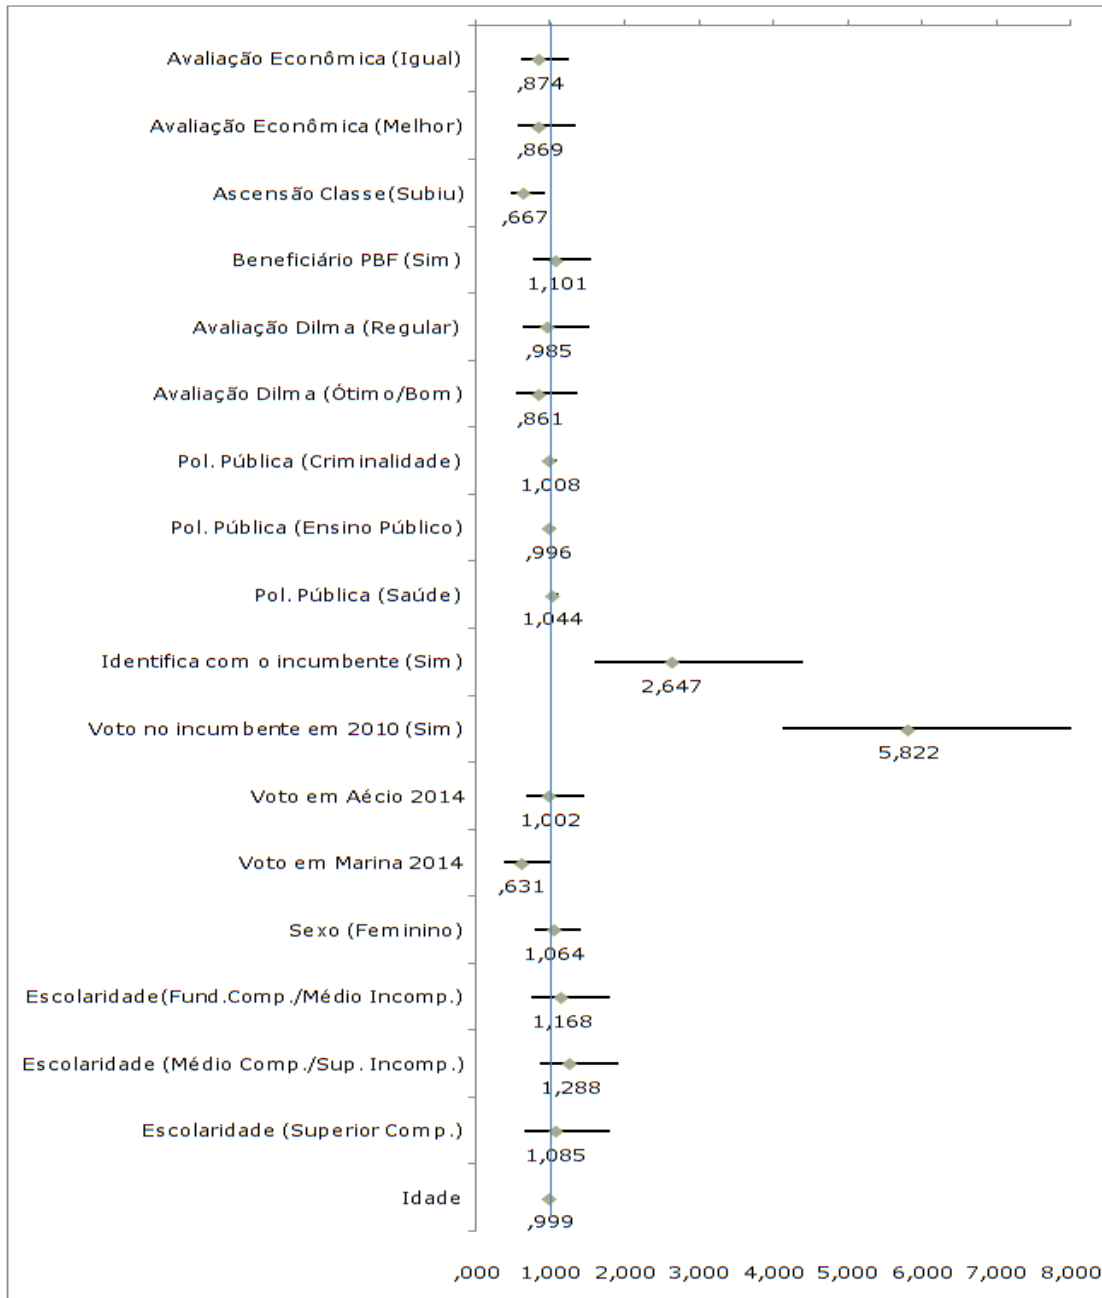 Avaliação Econômica (Igual)
,874
Avaliação Econômica (Melhor)
,869
Ascensão Classe(Subiu)
,667
Beneficiário PBF (Sim)
1,101
Avaliação Dilma (Regular)
,985
Avaliação Dilma (Ótimo/Bom)
,861
Pol. Pública (Criminalidade)
1,008
Pol. Pública (Ensino Público)
,996
Pol. Pública (Saúde)
1,044
Identifica com o incumbente (Sim)
2,647
Voto no incumbente em 2010 (Sim)
5,822
Voto em Aécio 2014
1,002
Voto em Marina 2014
,631
Sexo (Feminino)
1,064
Escolaridade(Fund.Comp./Médio Incomp.)
1,168
Escolaridade (Médio Comp./Sup. Incomp.)
1,288
Escolaridade (Superior Comp.)
1,085
Idade
,999
,000 1,000 2,000 3,000 4,000 5,000 6,000 7,000 8,000